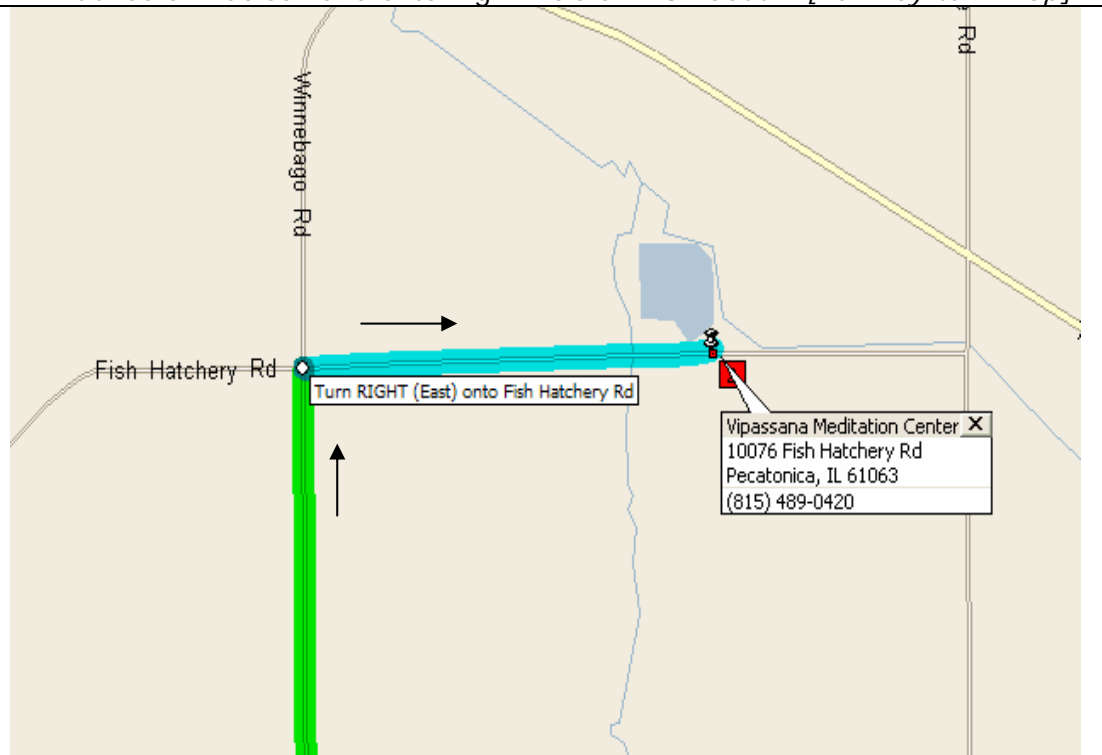 Rd
Winnebago Rd
Fish Hatchery Rd
Turn RIGHT (East) onto Fish Hatchery Rd
Vipassana Meditation Center X
10076 Fish Hatchery Rd
Pecatonica, IL 61063
(815) 489-0420